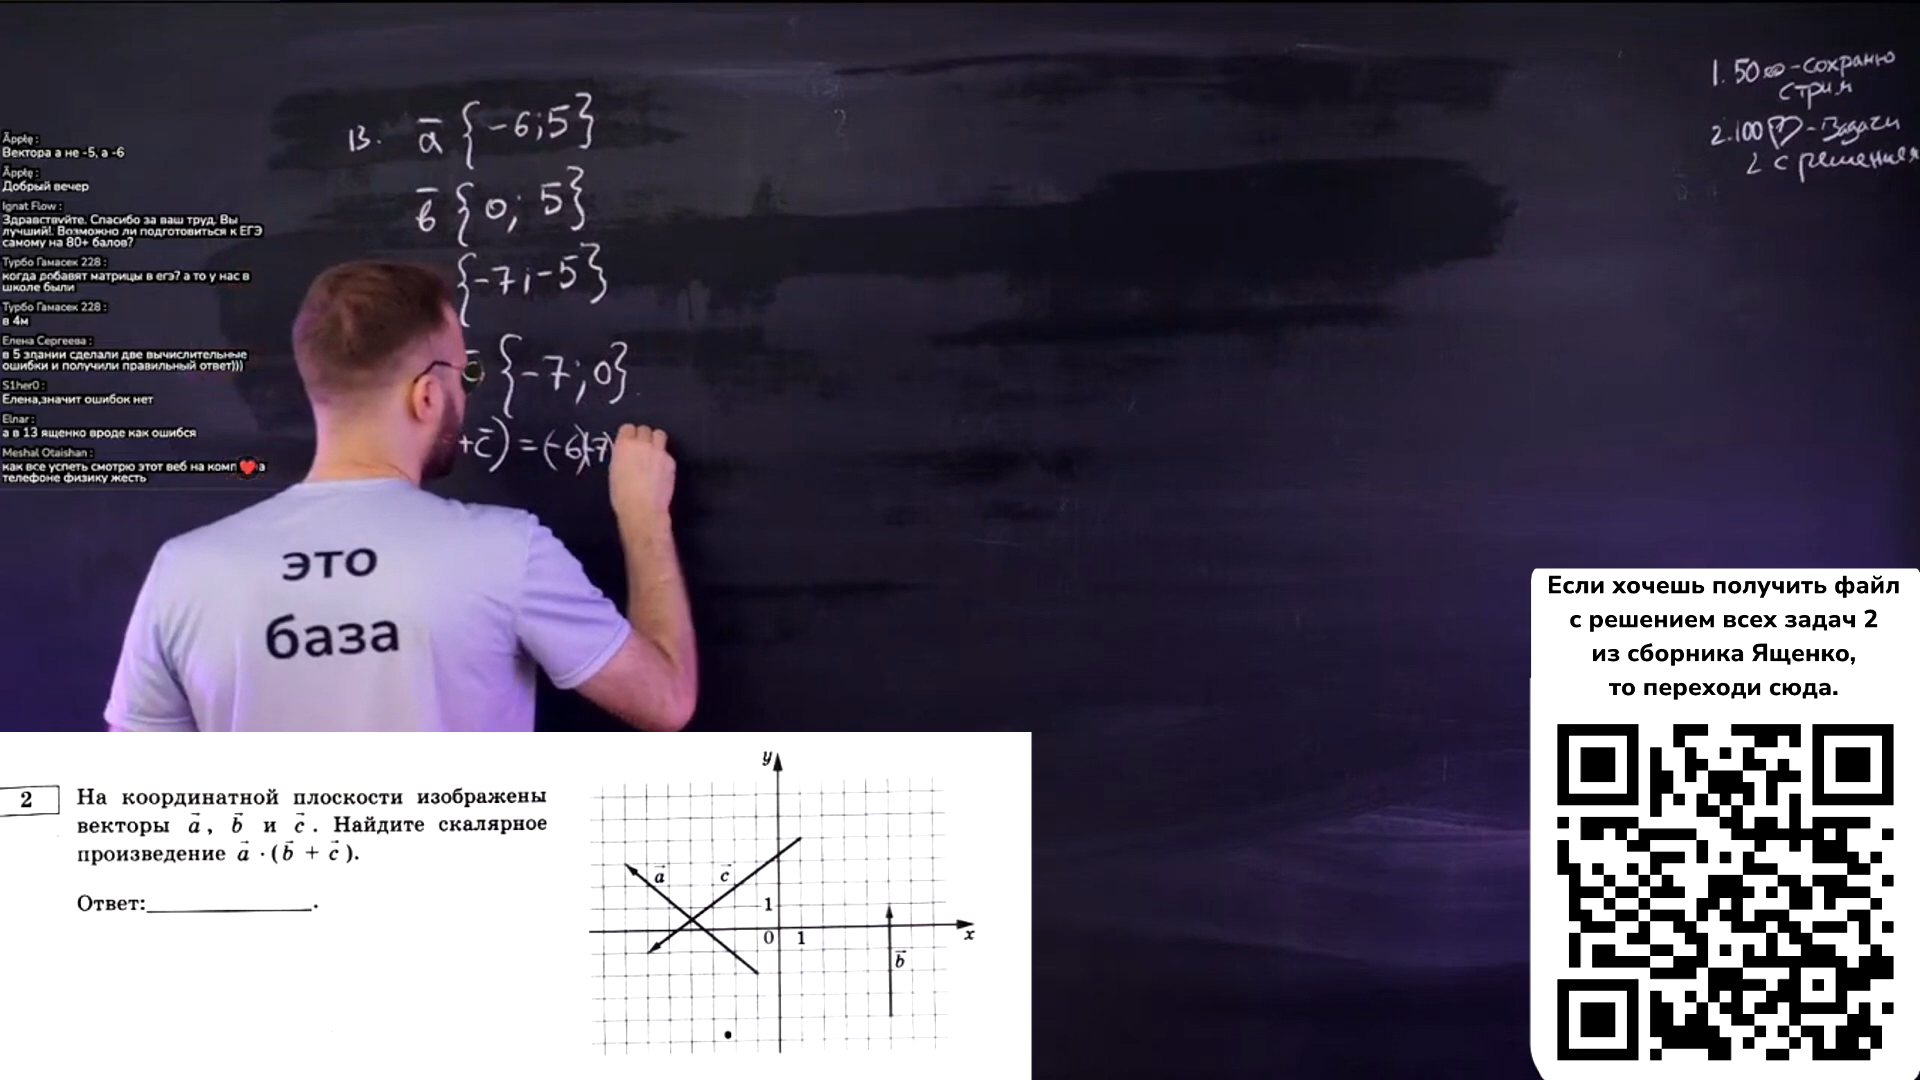 Äpplę :
Вектора а не -5, а -6
Äpplę :
Добрый вечер
Ignat Flow :
Здравствуйте. Спасибо за ваш труд. Вы
лучший!. Возможно ли подготовиться к ЕГЭ
самому на 80+ балов?
Турбо Гамасек 228 :
когда добавят матрицы в егэ? а то у нас в
школе были
Турбо Гамасек 228 :
в 4м
Елена Сергеева :
в 5 здании сделали две вычислительные
ошибки и получили правильный ответ)))
S1her0 :
Елена,значит ошибок нет
Elnar :
а в 13 ященко вроде как ошибся
Meshal Otaishan :
как все успеть смотрю этот веб на комп а
телефоне физику жесть
13. a {-6;5}
в {0; 5}
{-7;-5}
{-7;0}
+c) = (-6)(-7)
1. 50 - сохраню
стрим
2. 100 - Задачи
2 с решением
это
база
2
На координатной плоскости изображены
векторы a, b и c. Найдите скалярное
произведение a · (b + c).
Ответ: .
y
a
c
1
0 1
x
b
Если хочешь получить файл
с решением всех задач 2
из сборника Ященко,
то переходи сюда.